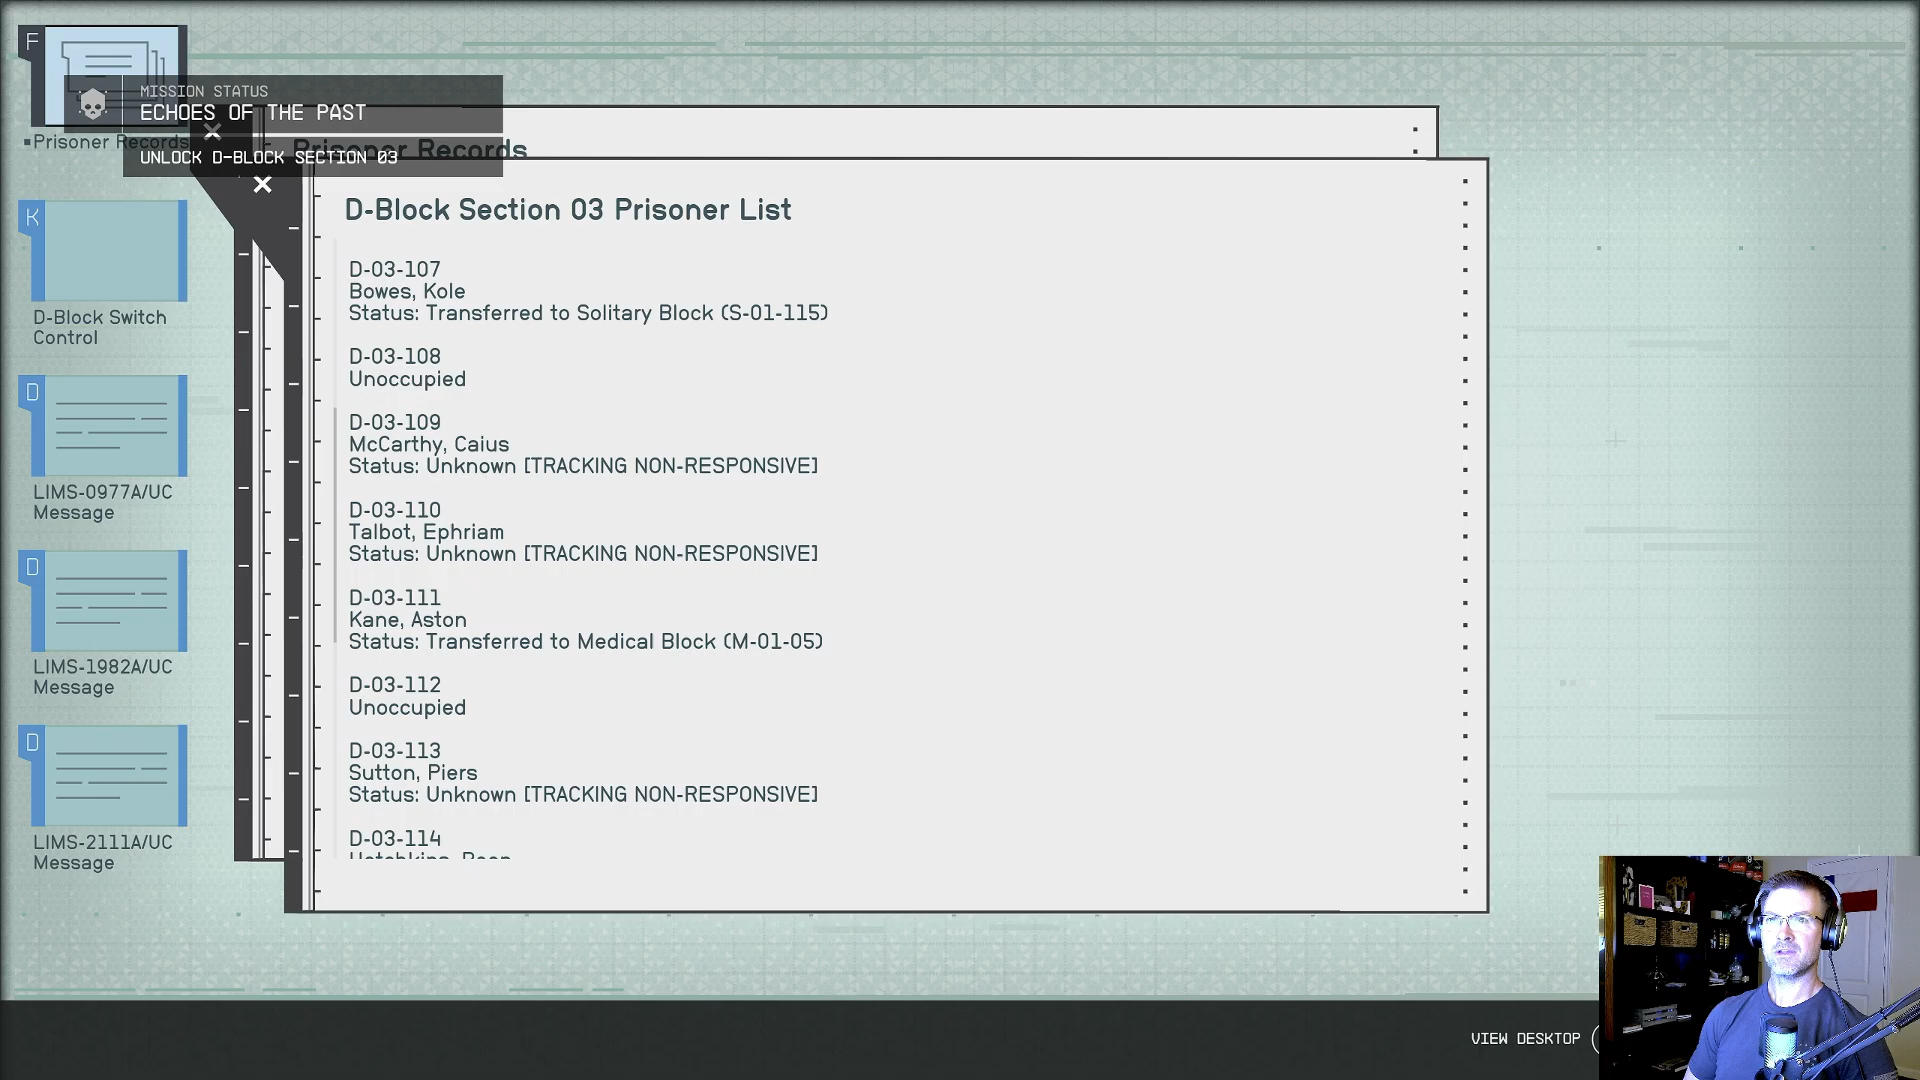 F
MISSION STATUS
ECHOES OF THE PAST
Prisoner Records
UNLOCK D-BLOCK SECTION 03
Prisoner Records
K
D-Block Switch
Control
D
LIMS-0977A/UC
Message
D
LIMS-1982A/UC
Message
D
LIMS-2111A/UC
Message
D-Block Section 03 Prisoner List
D-03-107
Bowes, Kole
Status: Transferred to Solitary Block (S-01-115)
D-03-108
Unoccupied
D-03-109
McCarthy, Caius
Status: Unknown [TRACKING NON-RESPONSIVE]
D-03-110
Talbot, Ephriam
Status: Unknown [TRACKING NON-RESPONSIVE]
D-03-111
Kane, Aston
Status: Transferred to Medical Block (M-01-05)
D-03-112
Unoccupied
D-03-113
Sutton, Piers
Status: Unknown [TRACKING NON-RESPONSIVE]
D-03-114
VIEW DESKTOP